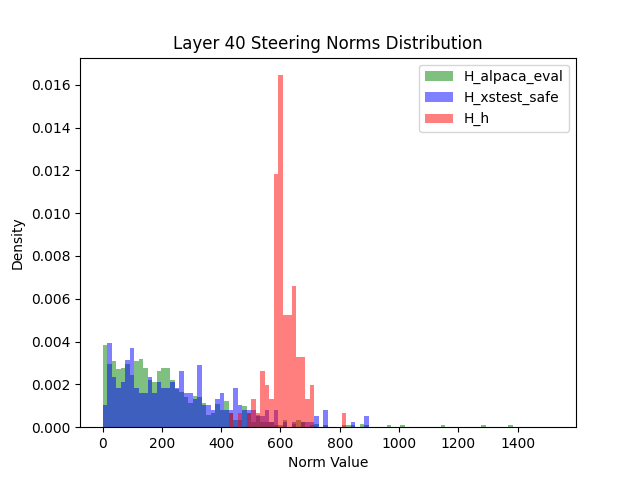 Layer 40 Steering Norms Distribution
H_alpaca_eval
H_xstest_safe
H_h
Density
0.016
0.014
0.012
0.010
0.008
0.006
0.004
0.002
0.000
0 200 400 600 800 1000 1200 1400
Norm Value